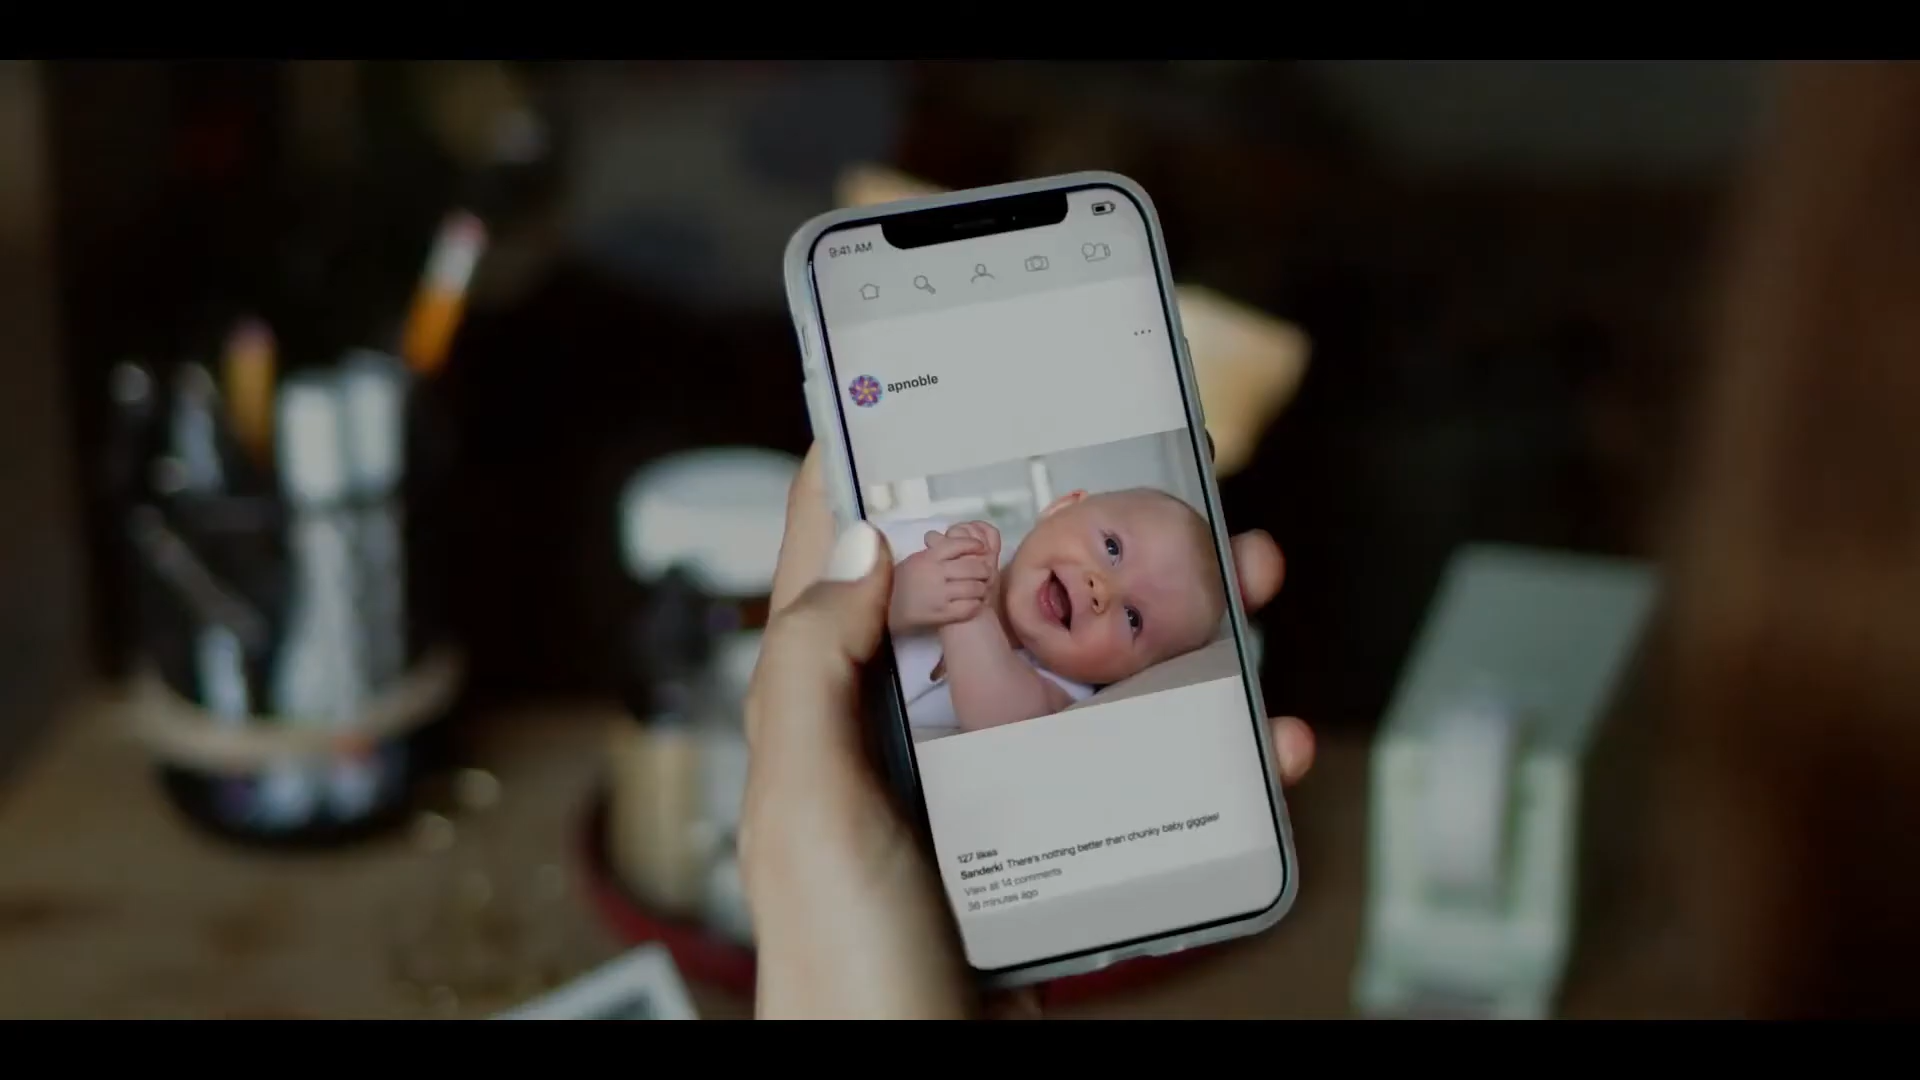 9:41 AM
apnoble
127 likes
Sanderkl There's nothing better than chunky baby giggles!
View all 14 comments
36 minutes ago